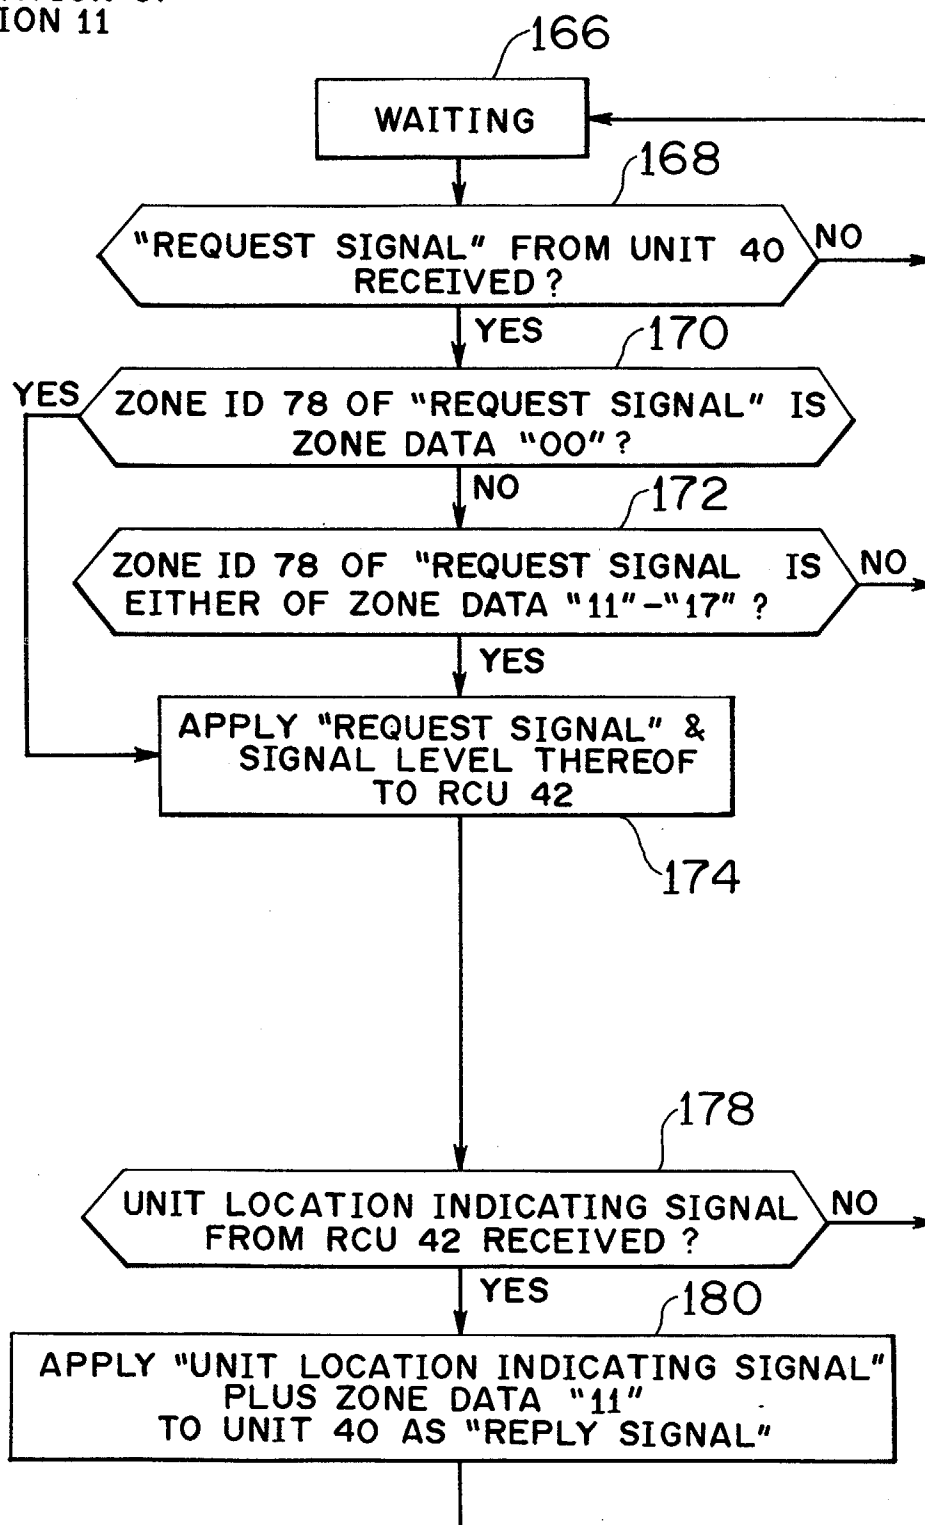 ION 11
166
WAITING
168
"REQUEST SIGNAL" FROM UNIT 40
RECEIVED?
NO
YES
170
YES
ZONE ID 78 OF "REQUEST SIGNAL" IS
ZONE DATA "00"?
NO
172
ZONE ID 78 OF "REQUEST SIGNAL IS
EITHER OF ZONE DATA "11"-"17" ?
NO
YES
APPLY "REQUEST SIGNAL" &
SIGNAL LEVEL THEREOF
TO RCU 42
174
178
UNIT LOCATION INDICATING SIGNAL
FROM RCU 42 RECEIVED ?
NO
YES
180
APPLY "UNIT LOCATION INDICATING SIGNAL"
PLUS ZONE DATA "11"
TO UNIT 40 AS "REPLY SIGNAL"